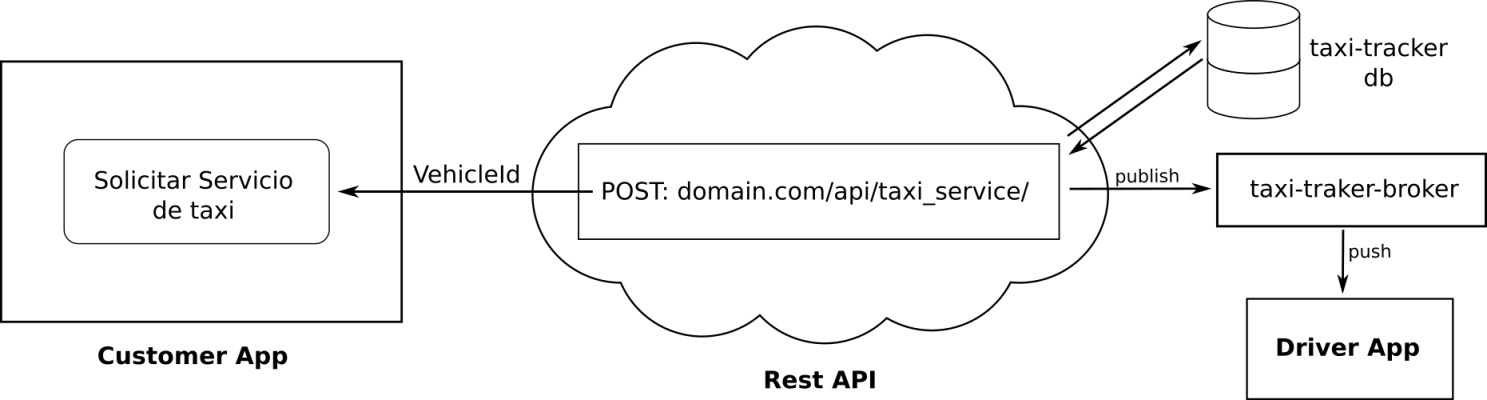 Solicitar Servicio
de taxi
Customer App
VehicleId
POST: domain.com/api/taxi_service/
Rest API
taxi-tracker
db
publish
taxi-traker-broker
push
Driver App